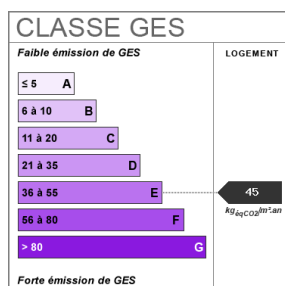 CLASSE GES
Faible émission de GES
LOGEMENT
≤ 5 A
6 à 10 B
11 à 20 C
21 à 35 D
36 à 55 E
45
kgéqCO2/m².an
56 à 80 F
> 80 G
Forte émission de GES